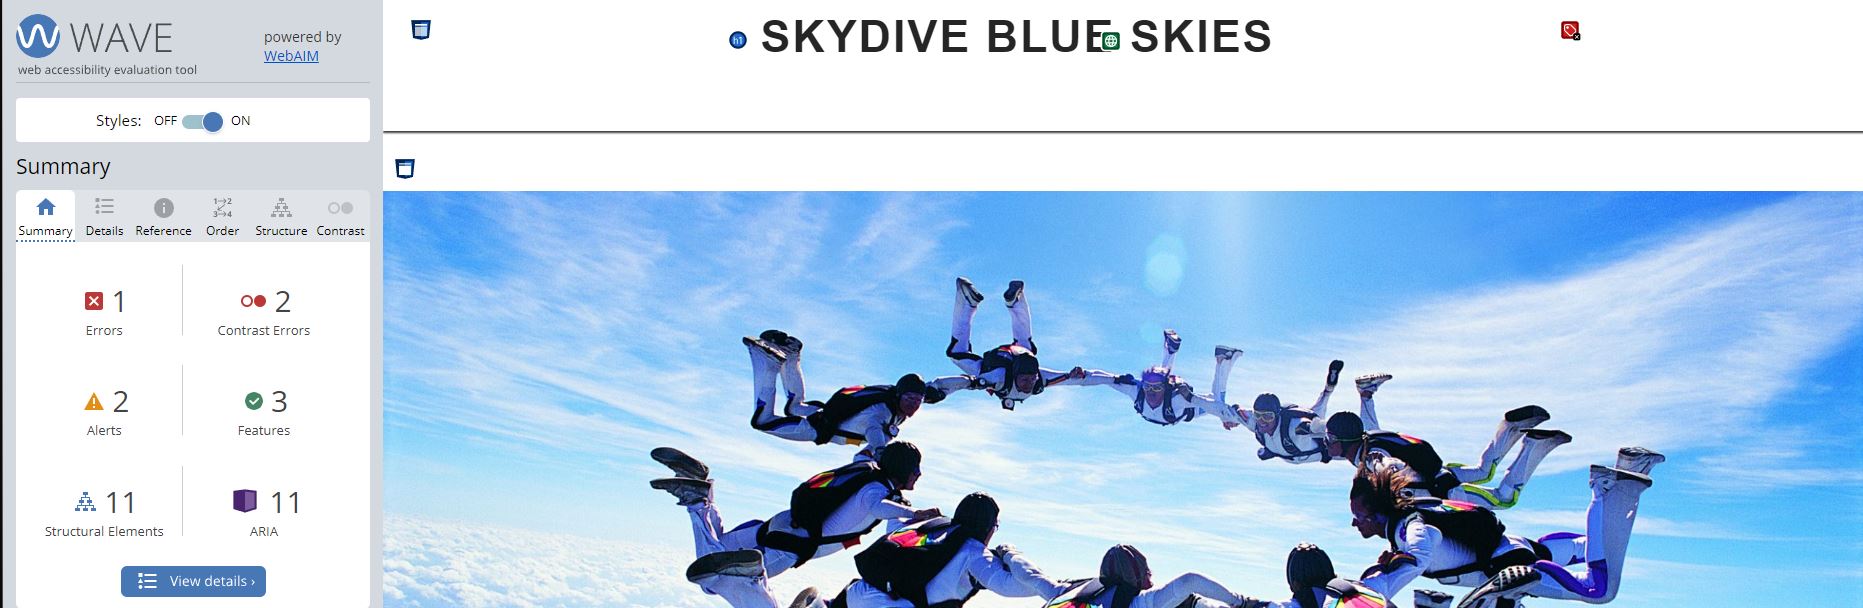 WAVE
powered by
WebAIM
web accessibility evaluation tool
Styles: OFF ON
Summary
Summary Details Reference Order Structure Contrast
1 Errors
2 Contrast Errors
2 Alerts
3 Features
11 Structural Elements
11 ARIA
View details ›
h1 SKYDIVE BLUE SKIES